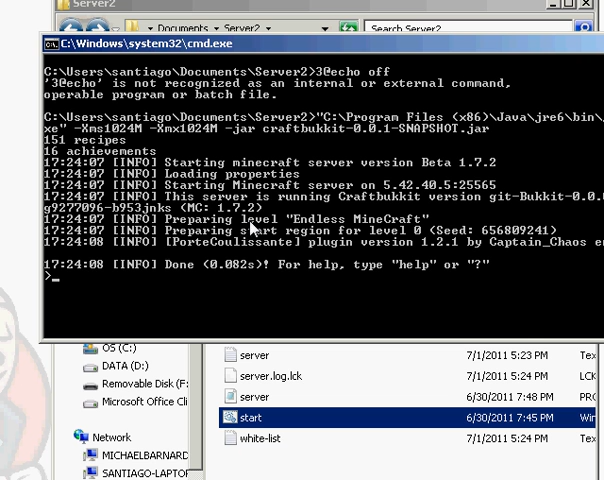 Server2
Documents
Server2
Search Server2
C:\Windows\system32\cmd.exe
C:\Users\santiago\Documents\Server2>3@echo off
'3@echo' is not recognized as an internal or external command,
operable program or batch file.
C:\Users\santiago\Documents\Server2>"C:\Program Files (x86)\Java\jre6\bin\
xe" -Xms1024M -Xmx1024M -jar craftbukkit-0.0.1-SNAPSHOT.jar
151 recipes
16 achievements
17:24:07 [INFO] Starting minecraft server version Beta 1.7.2
17:24:07 [INFO] Loading properties
17:24:07 [INFO] Starting Minecraft server on 5.42.40.5:25565
17:24:07 [INFO] This server is running Craftbukkit version git-Bukkit-0.0.
g9277096-b953jnks (MC: 1.7.2)
17:24:07 [INFO] Preparing level "Endless MineCraft"
17:24:07 [INFO] Preparing start region for level 0 (Seed: 656809241)
17:24:08 [INFO] [PorteCoulissante] plugin version 1.2.1 by Captain_Chaos en
17:24:08 [INFO] Done (0.082s)! For help, type "help" or "?"
>_
OS (C:)
DATA (D:)
Removable Disk (F:
Microsoft Office Cli
Network
MICHAELBARNARD
SANTIAGO-LAPTOP
server 7/1/2011 5:23 PM Tex
server.log.lck 7/1/2011 5:24 PM LCK
server 6/30/2011 7:48 PM PRO
start 6/30/2011 7:45 PM Win
white-list 7/1/2011 5:24 PM Tex